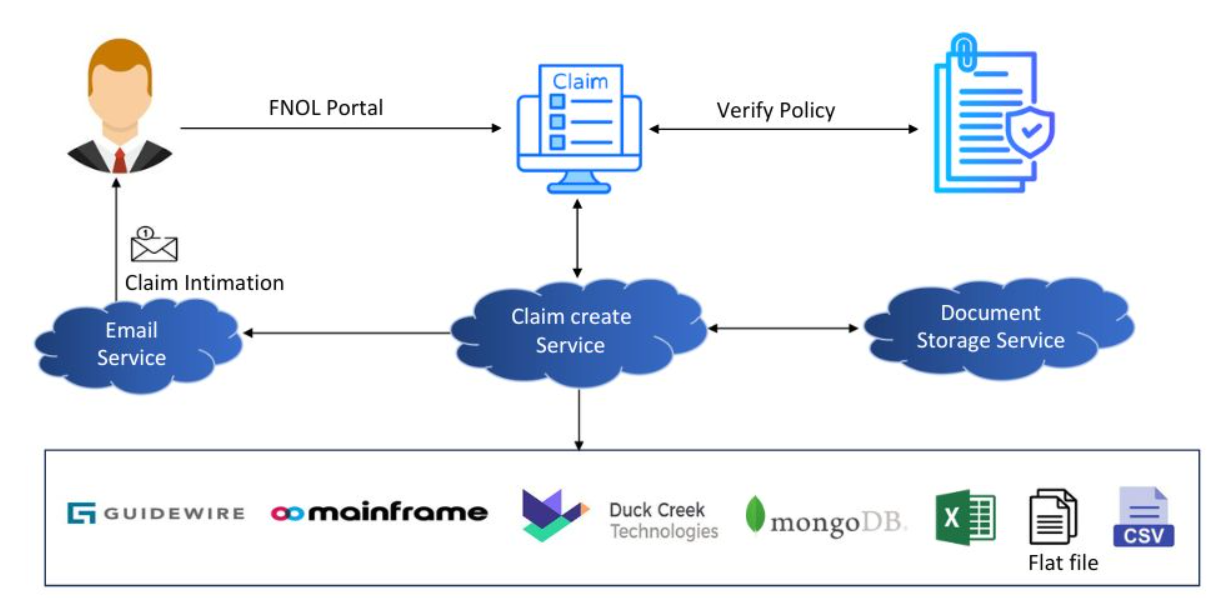 FNOL Portal
Claim
Verify Policy
1
Claim Intimation
Email
Service
Claim create
Service
Document
Storage Service
GUIDEWIRE
mainframe
Duck Creek
Technologies
mongoDB.
X
Flat file
CSV